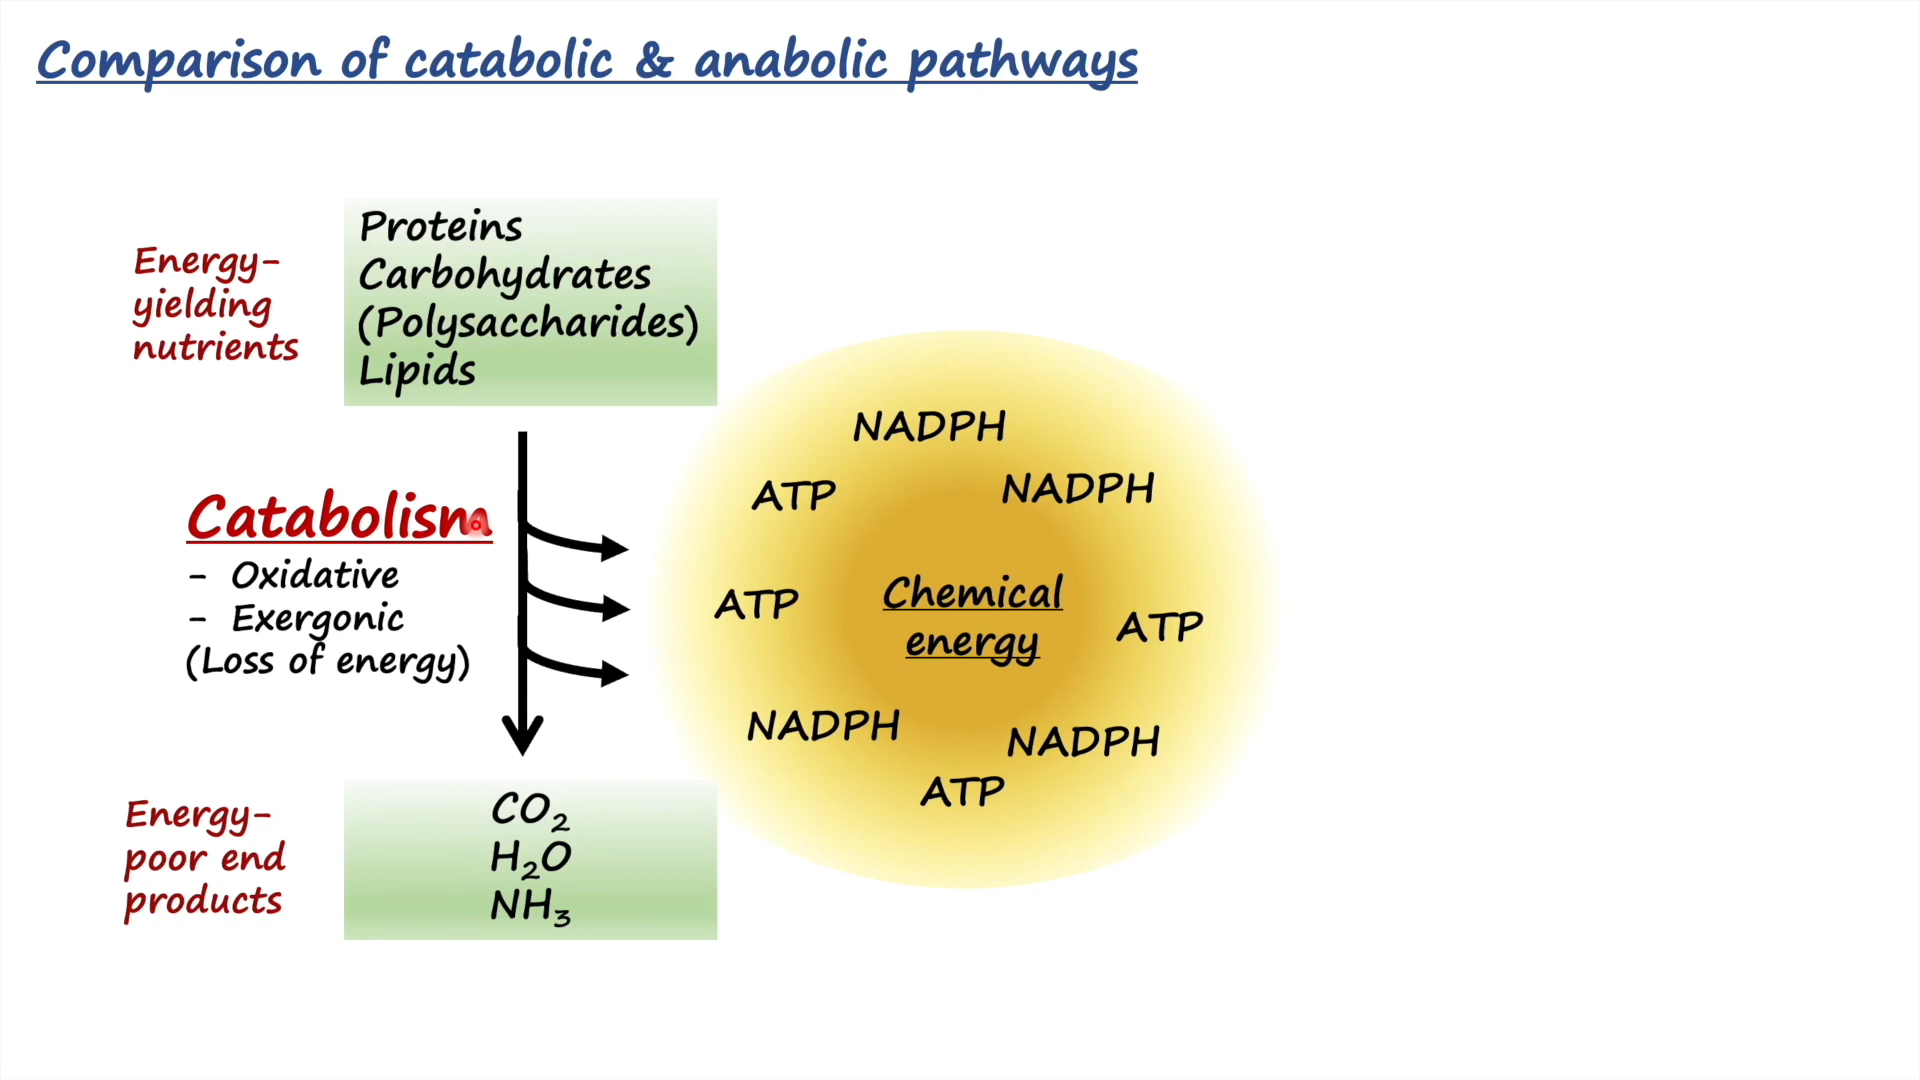 Comparison of catabolic & anabolic pathways
Energy-
yielding
nutrients
Proteins
Carbohydrates
(Polysaccharides)
Lipids
Catabolism
- Oxidative
- Exergonic
(Loss of energy)
NADPH
ATP
NADPH
ATP
Chemical
energy
ATP
NADPH
NADPH
ATP
Energy-
poor end
products
CO₂
H₂O
NH₃